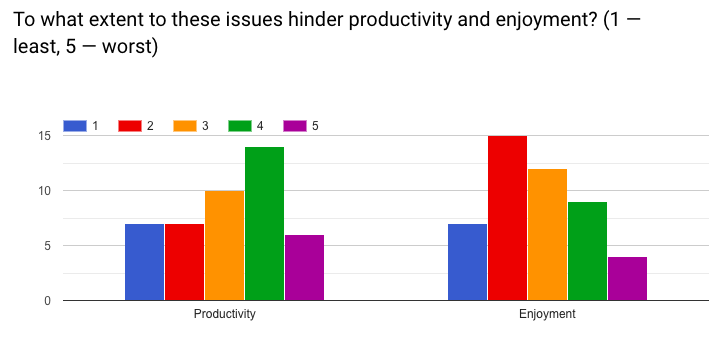 To what extent to these issues hinder productivity and enjoyment? (1 —
least, 5 — worst)
1 2 3 4 5
15
10
5
0
Productivity Enjoyment